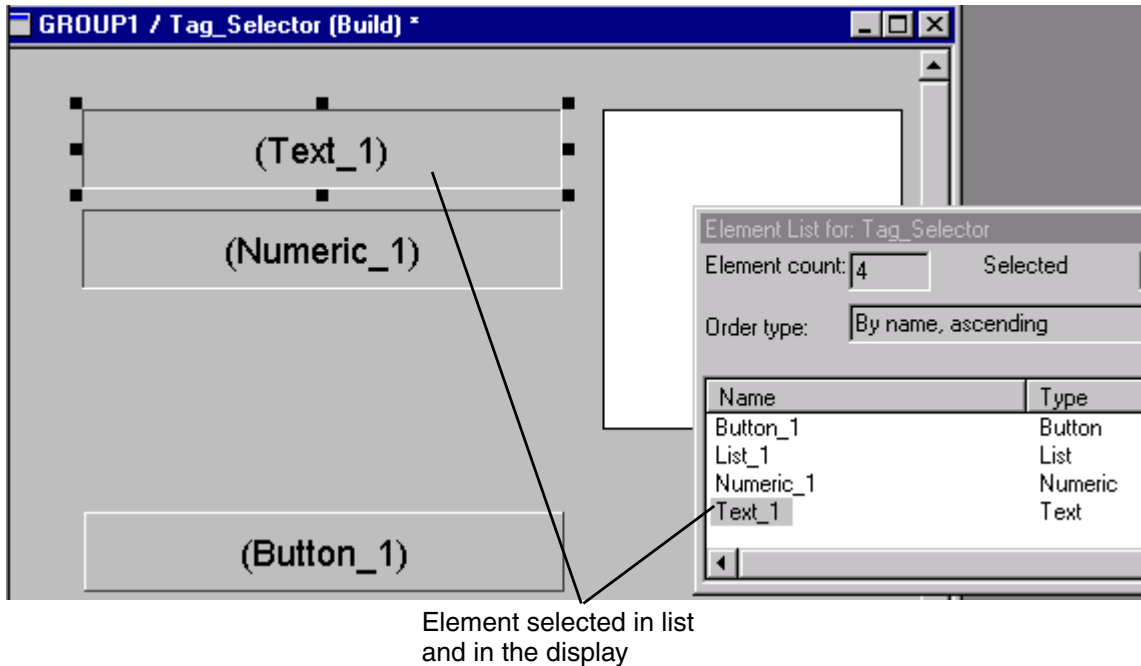 GROUP1 / Tag_Selector (Build) *
(Text_1)
(Numeric_1)
Element List for: Tag_Selector
Element count: 4 Selected
Order type: By name, ascending
Name Type
Button_1 Button
List_1 List
Numeric_1 Numeric
Text_1 Text
(Button_1)
Element selected in list
and in the display